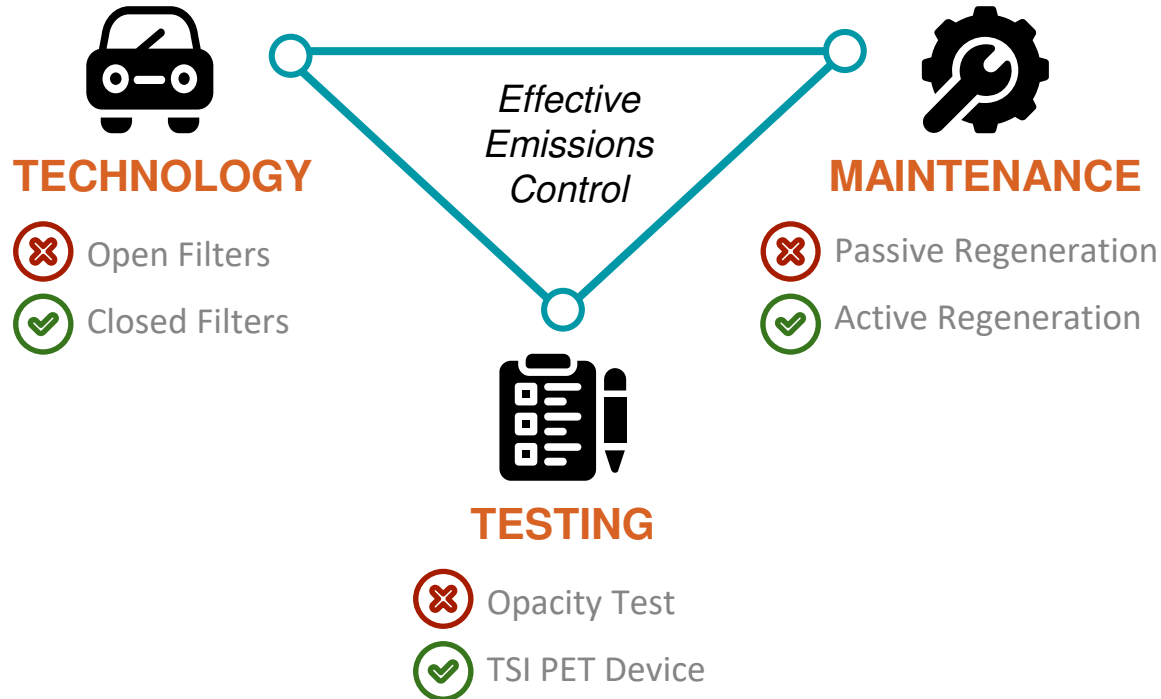 Effective
Emissions
Control
TECHNOLOGY
Open Filters
Closed Filters
MAINTENANCE
Passive Regeneration
Active Regeneration
TESTING
Opacity Test
TSI PET Device